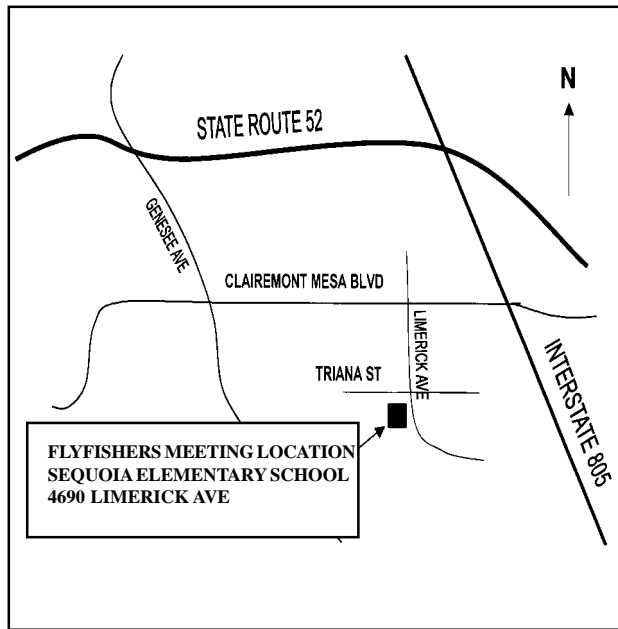 N
STATE ROUTE 52
GENESEE AVE
CLAIREMONT MESA BLVD
LIMERICK AVE
TRIANA ST
INTERSTATE 805
FLYFISHERS MEETING LOCATION
SEQUOIA ELEMENTARY SCHOOL
4690 LIMERICK AVE